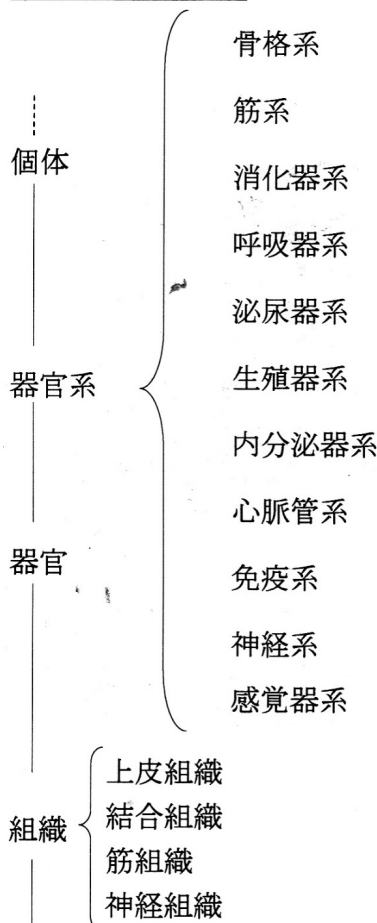 個体
器官系
骨格系
筋系
消化器系
呼吸器系
泌尿器系
生殖器系
内分泌器系
心脈管系
免疫系
神経系
感覚器系
器官
組織
上皮組織
結合組織
筋組織
神経組織